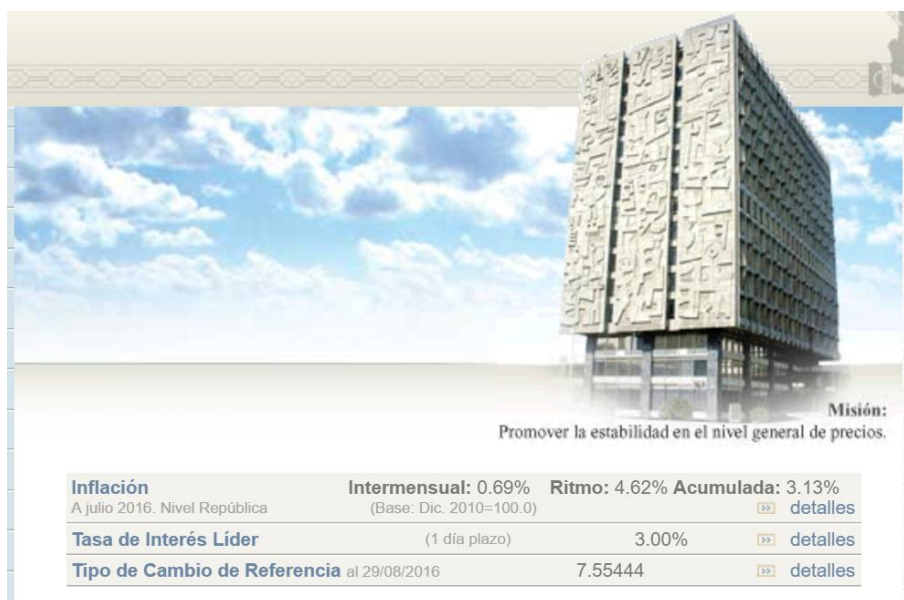 Misión:
Promover la estabilidad en el nivel general de precios.
Inflación Intermensual: 0.69% Ritmo: 4.62% Acumulada: 3.13%
A julio 2016. Nivel República (Base: Dic. 2010=100.0) detalles
Tasa de Interés Líder (1 día plazo) 3.00% detalles
Tipo de Cambio de Referencia al 29/08/2016 7.55444 detalles